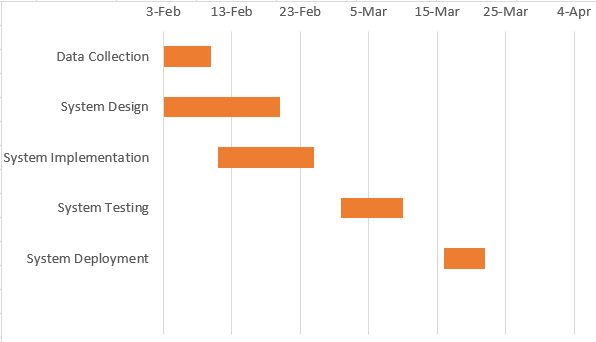 3-Feb 13-Feb 23-Feb 5-Mar 15-Mar 25-Mar 4-Apr
Data Collection
System Design
System Implementation
System Testing
System Deployment